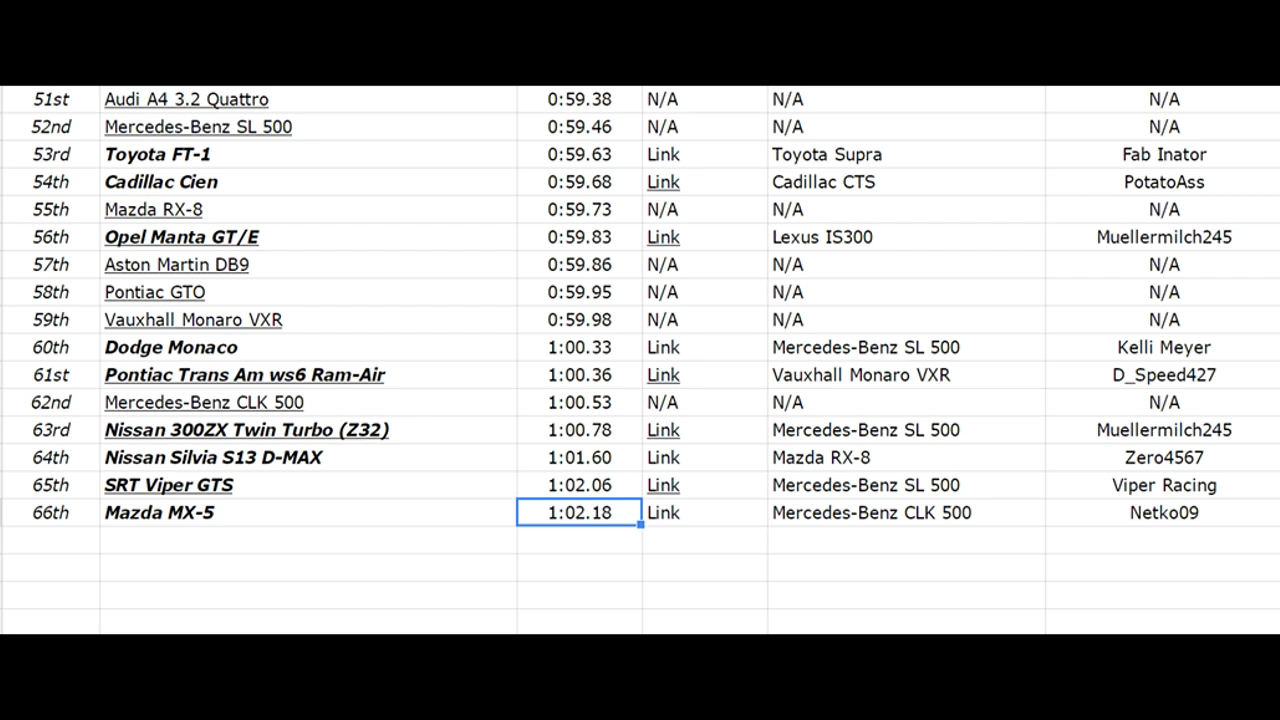 51st Audi A4 3.2 Quattro 0:59.38 N/A N/A N/A
52nd Mercedes-Benz SL 500 0:59.46 N/A N/A N/A
53rd Toyota FT-1 0:59.63 Link Toyota Supra Fab Inator
54th Cadillac Cien 0:59.68 Link Cadillac CTS PotatoAss
55th Mazda RX-8 0:59.73 N/A N/A N/A
56th Opel Manta GT/E 0:59.83 Link Lexus IS300 Muellermilch245
57th Aston Martin DB9 0:59.86 N/A N/A N/A
58th Pontiac GTO 0:59.95 N/A N/A N/A
59th Vauxhall Monaro VXR 0:59.98 N/A N/A N/A
60th Dodge Monaco 1:00.33 Link Mercedes-Benz SL 500 Kelli Meyer
61st Pontiac Trans Am ws6 Ram-Air 1:00.36 Link Vauxhall Monaro VXR D_Speed427
62nd Mercedes-Benz CLK 500 1:00.53 N/A N/A N/A
63rd Nissan 300ZX Twin Turbo (Z32) 1:00.78 Link Mercedes-Benz SL 500 Muellermilch245
64th Nissan Silvia S13 D-MAX 1:01.60 Link Mazda RX-8 Zero4567
65th SRT Viper GTS 1:02.06 Link Mercedes-Benz SL 500 Viper Racing
66th Mazda MX-5 1:02.18 Link Mercedes-Benz CLK 500 Netko09